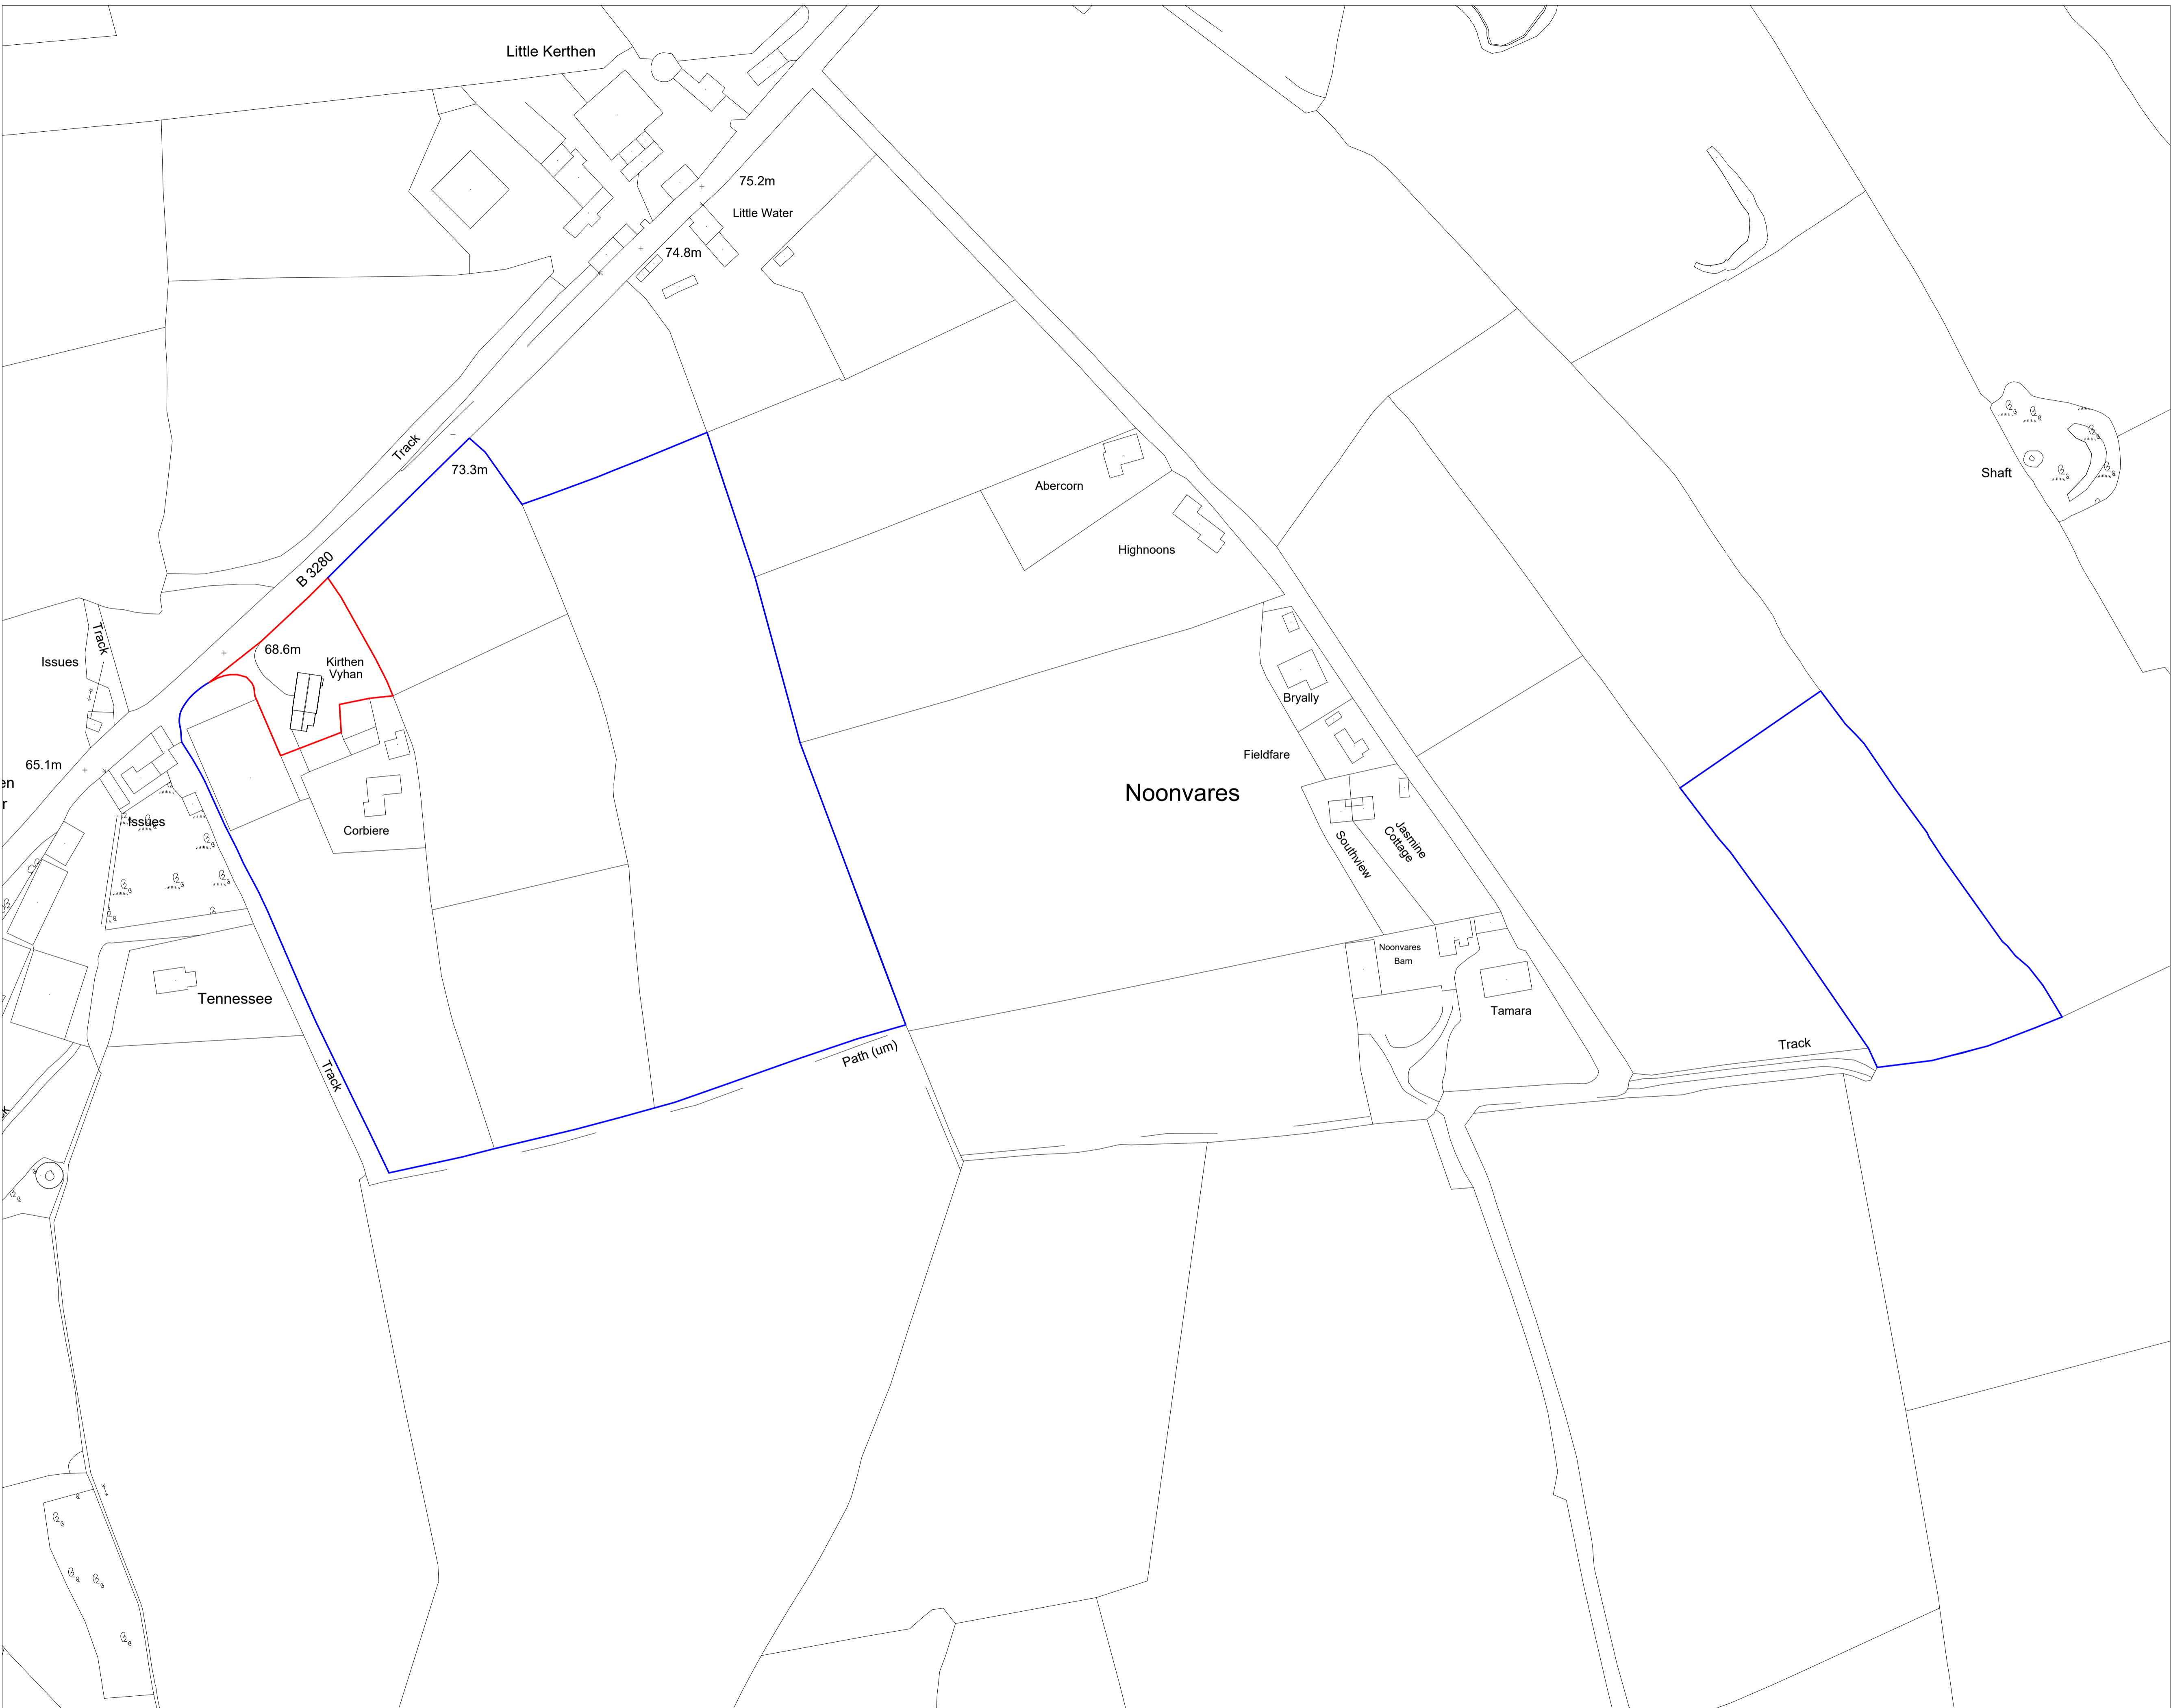 Little Kerthen
75.2m
Little Water
74.8m
Track
73.3m
B 3280
Abercorn
Highnoons
Shaft
Track
Issues
68.6m
Kirthen
Vyhan
65.1m
Issues
Corbiere
Bryally
Fieldfare
Noonvares
Jasmine
Cottage
Southview
Noonvares
Barn
Tamara
Tennessee
Track
Path (um)
Track